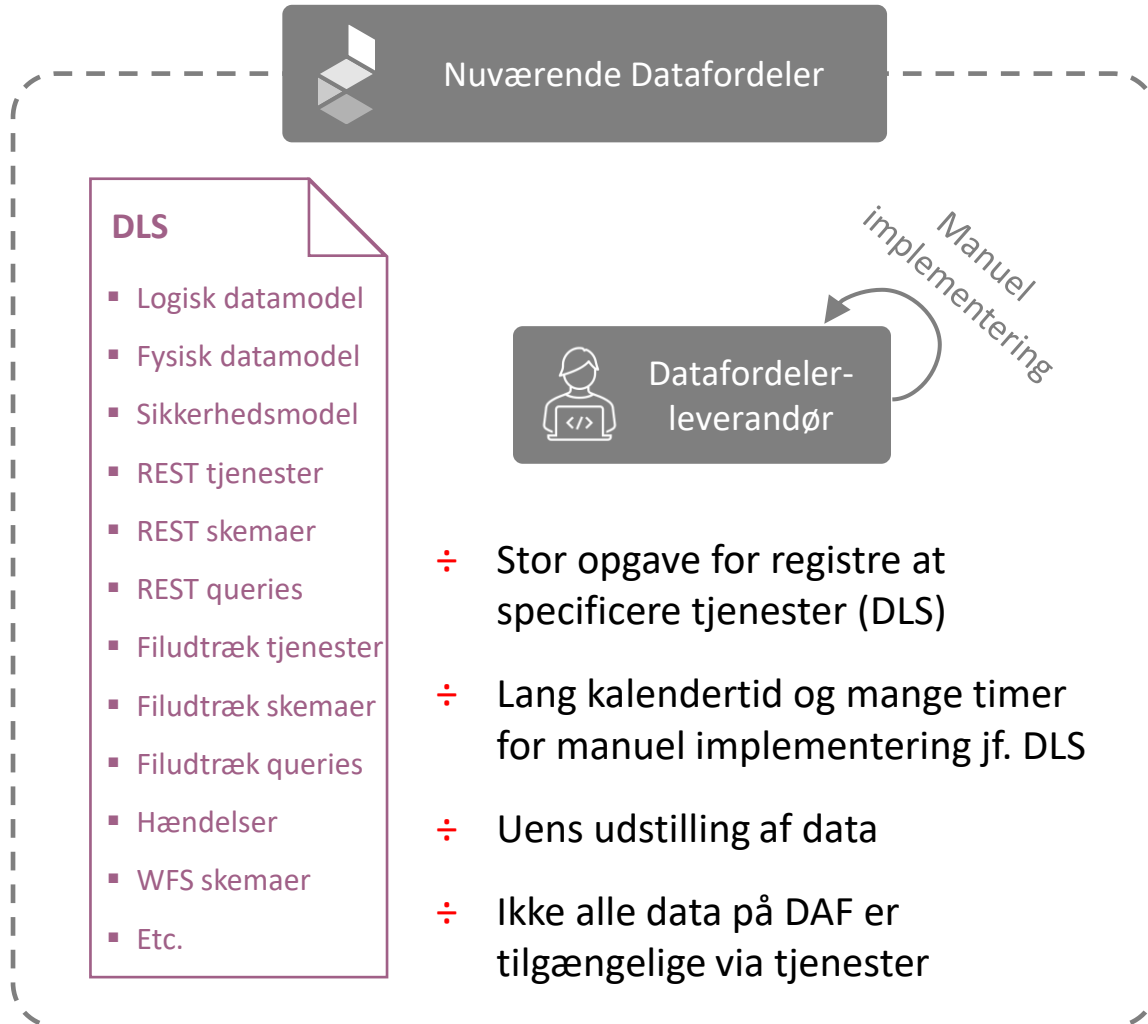 Nuværende Datafordeler
DLS
▪ Logisk datamodel
▪ Fysisk datamodel
▪ Sikkerhedsmodel
▪ REST tjenester
▪ REST skemaer
▪ REST queries
▪ Filudtræk tjenester
▪ Filudtræk skemaer
▪ Filudtræk queries
▪ Hændelser
▪ WFS skemaer
▪ Etc.
Manuel
implementering
</>
Datafordeler-
leverandør
÷ Stor opgave for registre at
specificere tjenester (DLS)
÷ Lang kalendertid og mange timer
for manuel implementering jf. DLS
÷ Uens udstilling af data
÷ Ikke alle data på DAF er
tilgængelige via tjenester